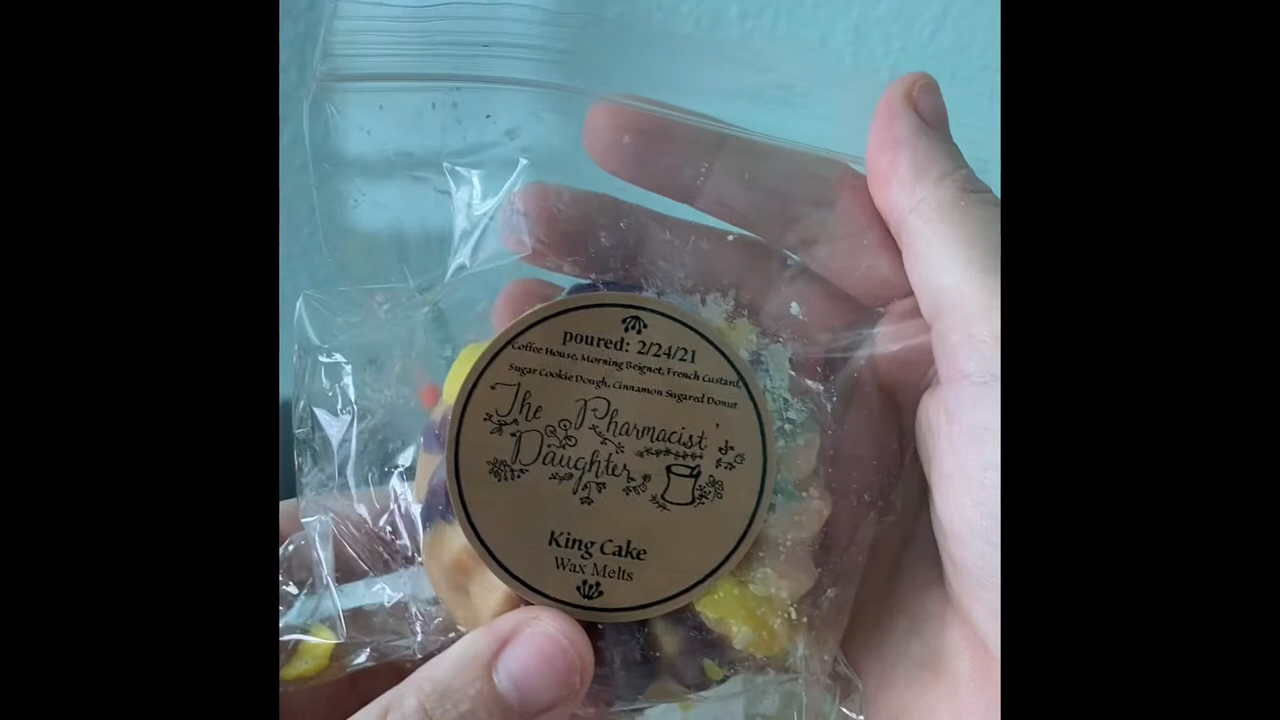 poured: 2/24/21
Coffee House, Morning Beignet, French Custard,
Sugar Cookie Dough, Cinnamon Sugared Donut
The Pharmacist's
Daughter
King Cake
Wax Melts